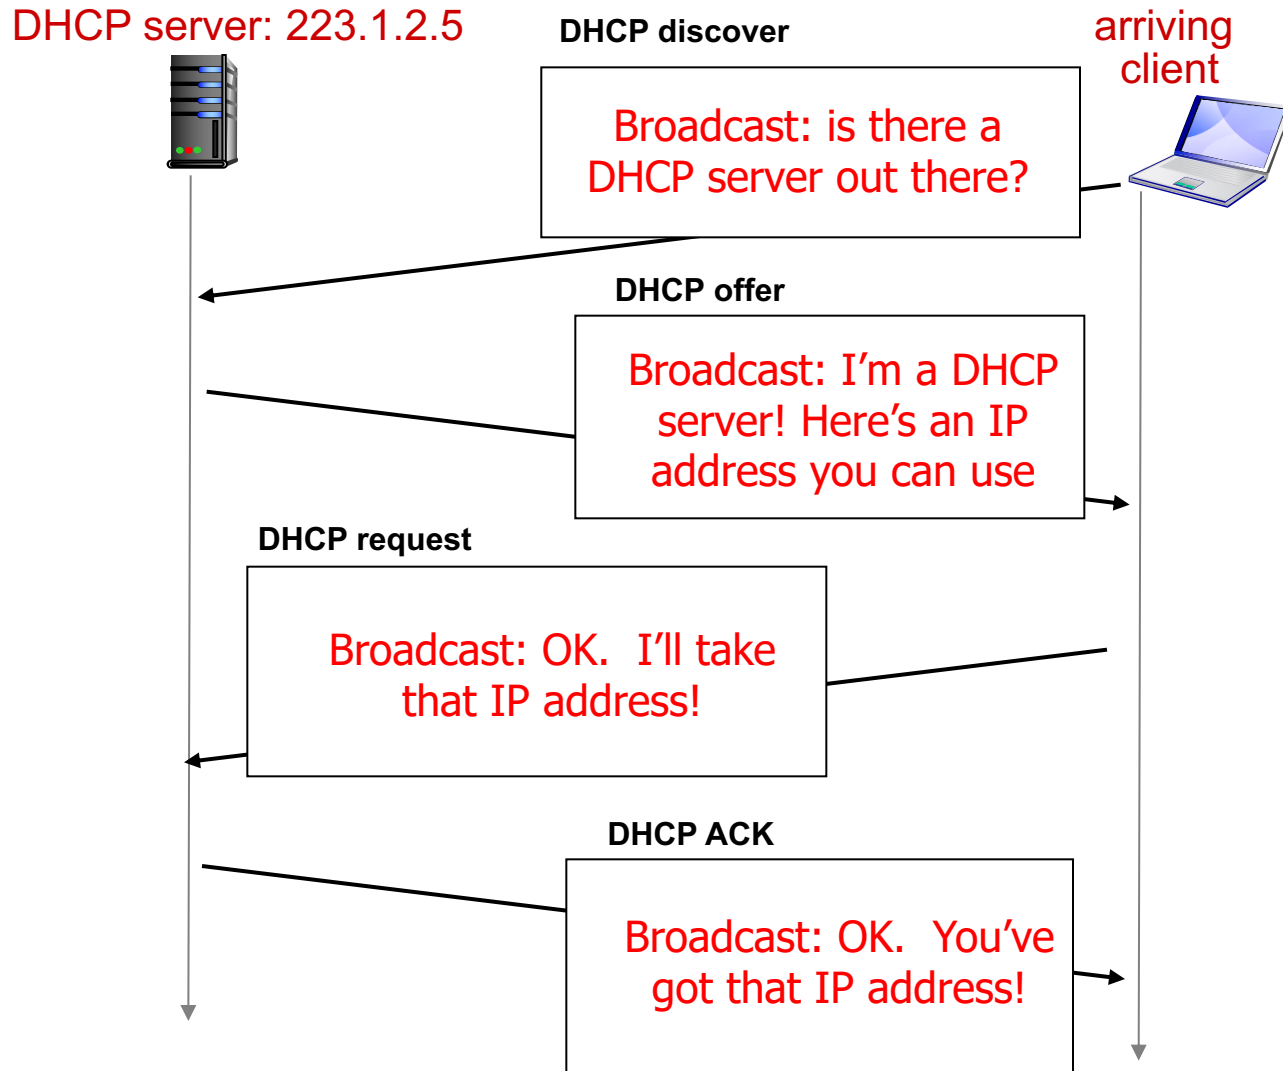 DHCP server: 223.1.2.5
DHCP discover
arriving
client
Broadcast: is there a
DHCP server out there?
DHCP offer
Broadcast: I’m a DHCP
server! Here’s an IP
address you can use
DHCP request
Broadcast: OK.  I’ll take
that IP address!
DHCP ACK
Broadcast: OK.  You’ve
got that IP address!